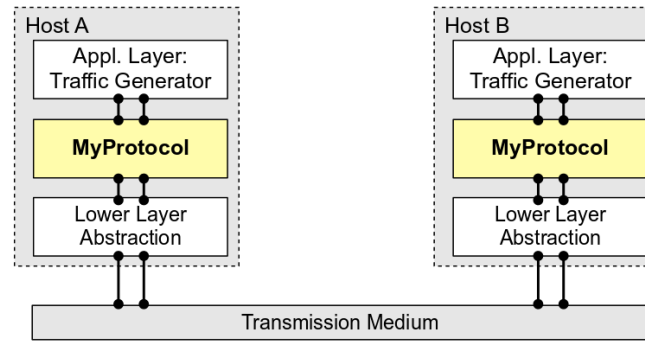 Host A
Appl. Layer:
Traffic Generator
MyProtocol
Lower Layer
Abstraction
Host B
Appl. Layer:
Traffic Generator
MyProtocol
Lower Layer
Abstraction
Transmission Medium